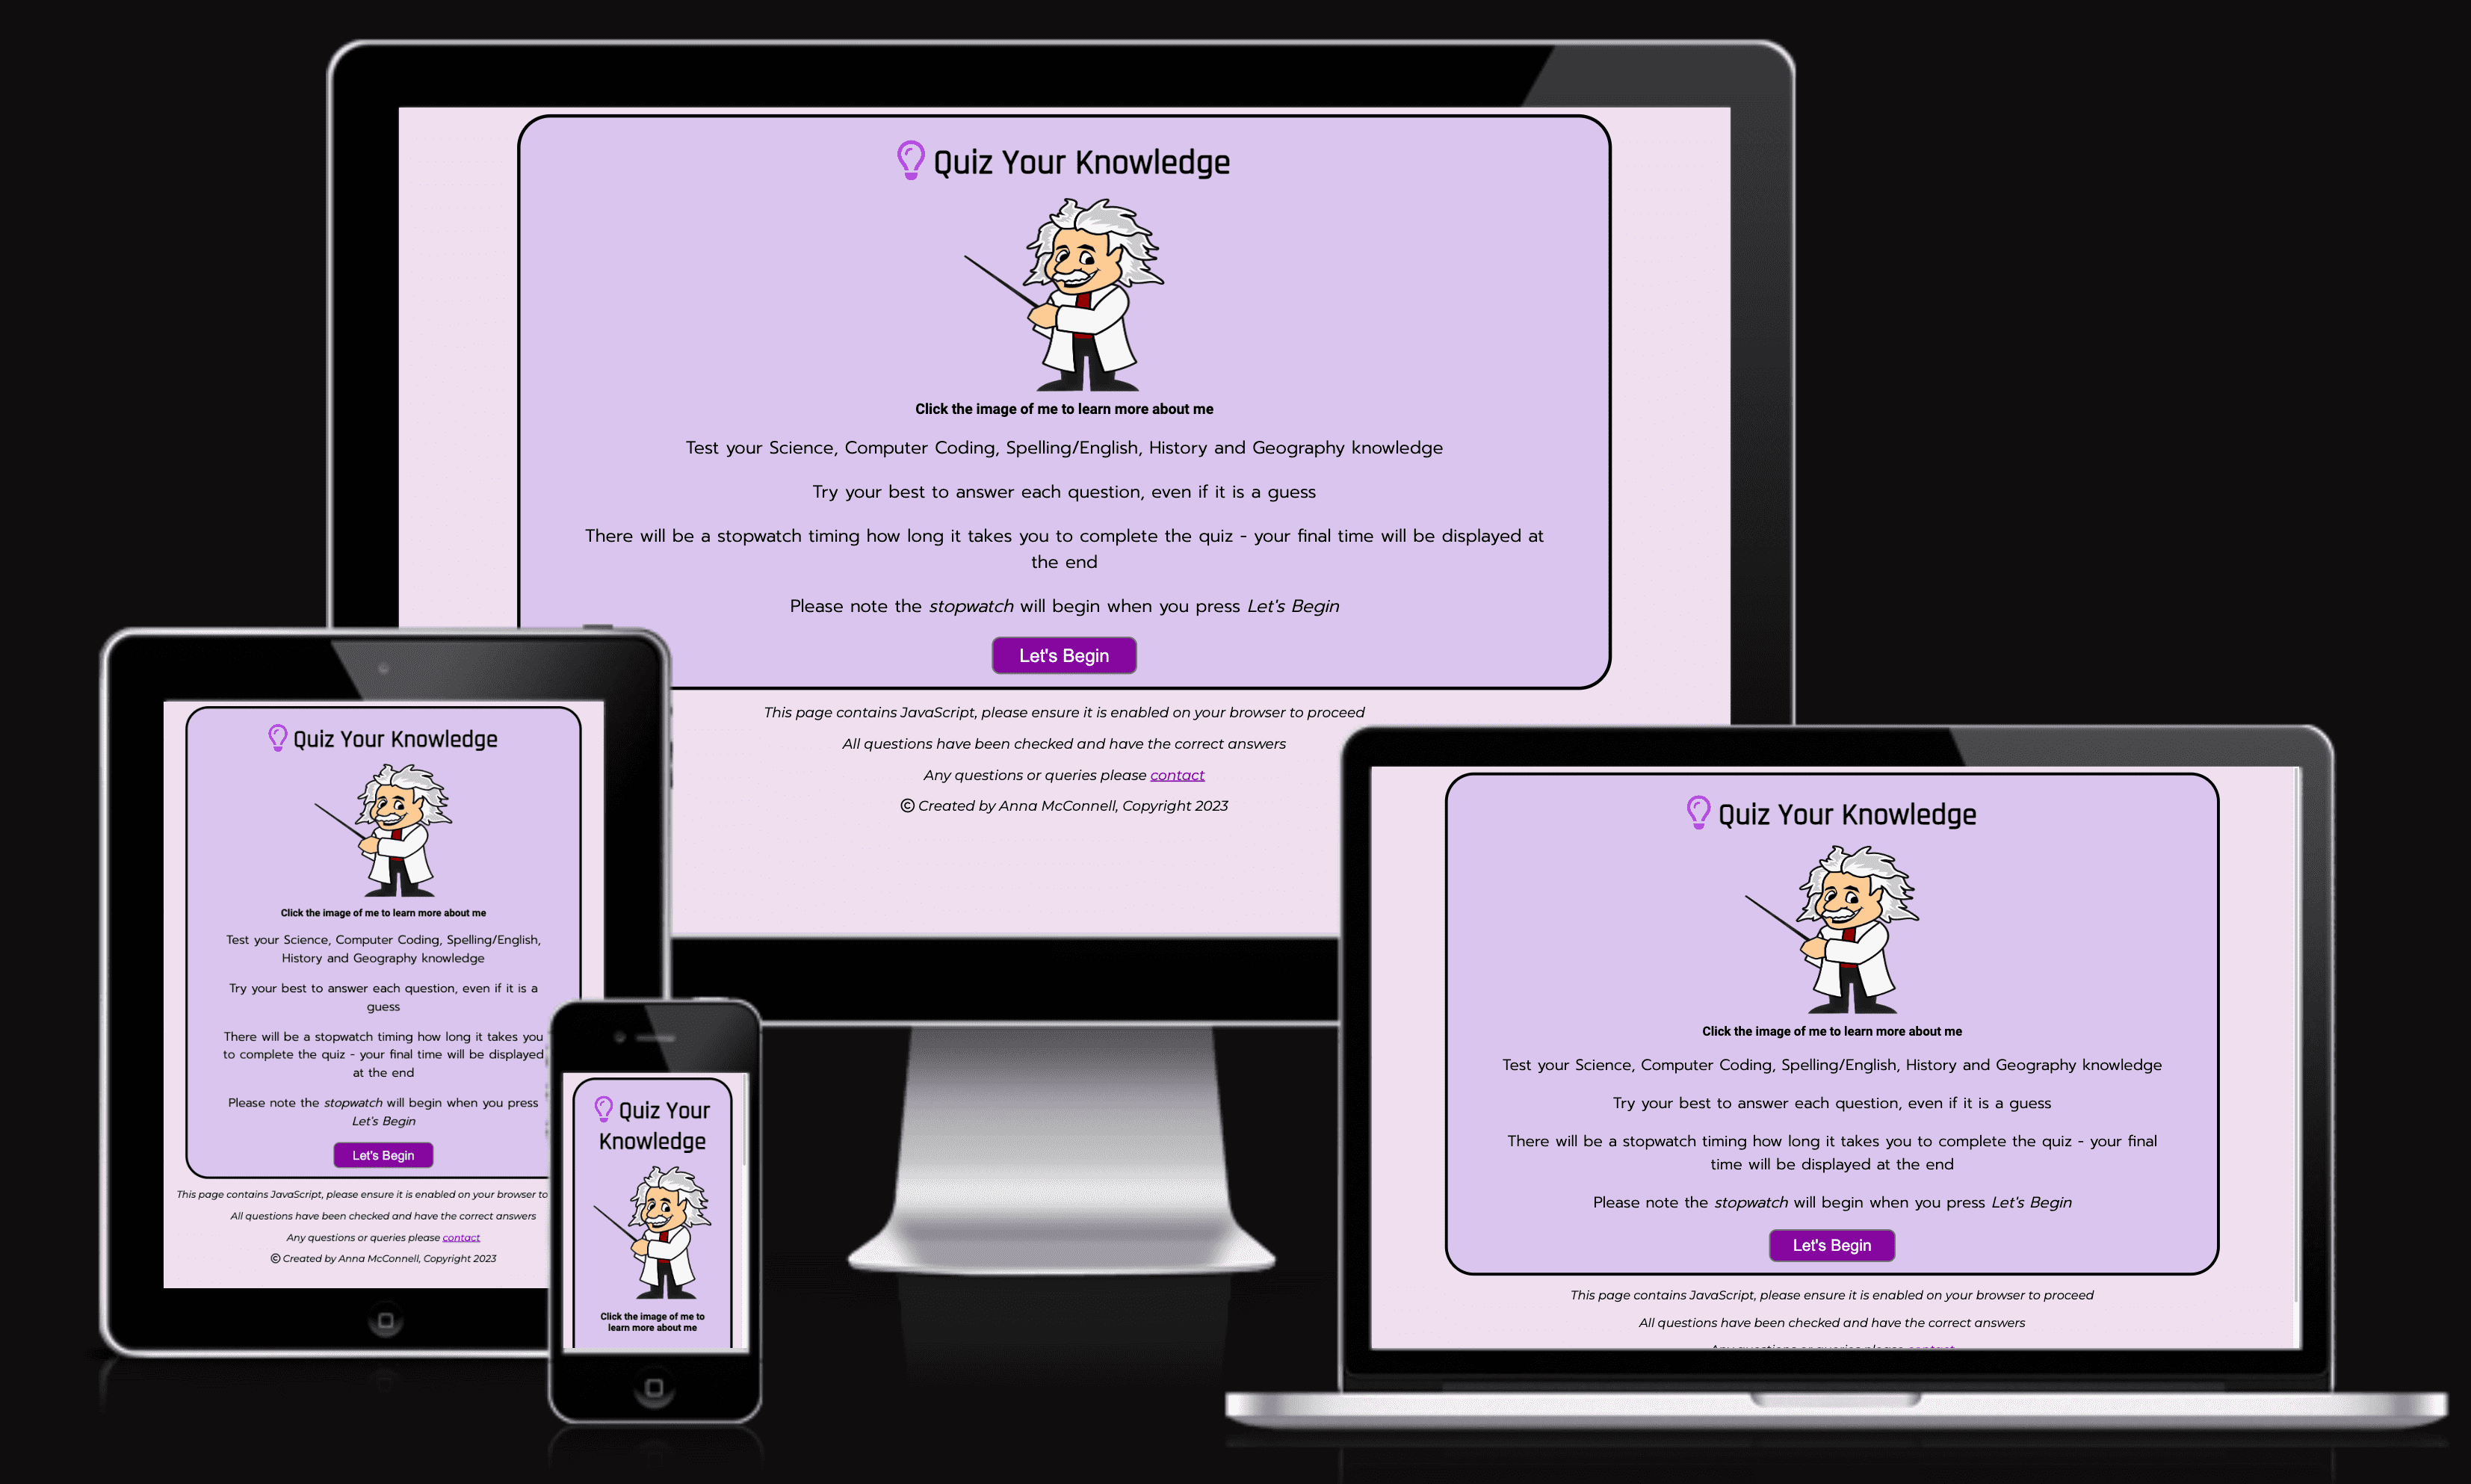 Quiz Your Knowledge
Click the image of me to learn more about me
Test your Science, Computer Coding, Spelling/English, History and Geography knowledge
Try your best to answer each question, even if it is a guess
There will be a stopwatch timing how long it takes you to complete the quiz - your final time will be displayed at
the end
Please note the stopwatch will begin when you press Let's Begin
Let's Begin
This page contains JavaScript, please ensure it is enabled on your browser to proceed
All questions have been checked and have the correct answers
Any questions or queries please contact
© Created by Anna McConnell, Copyright 2023
Quiz Your Knowledge
Click the image of me to learn more about me
Test your Science, Computer Coding, Spelling/English,
History and Geography knowledge
Try your best to answer each question, even if it is a
guess
There will be a stopwatch timing how long it takes you
to complete the quiz - your final time will be displayed
at the end
Please note the stopwatch will begin when you press
Let's Begin
Let's Begin
This page contains JavaScript, please ensure it is enabled on your browser to
All questions have been checked and have the correct answers
Any questions or queries please contact
© Created by Anna McConnell, Copyright 2023
Quiz Your
Knowledge
Click the image of me to
learn more about me
Quiz Your Knowledge
Click the image of me to learn more about me
Test your Science, Computer Coding, Spelling/English, History and Geography knowledge
Try your best to answer each question, even if it is a guess
There will be a stopwatch timing how long it takes you to complete the quiz - your final
time will be displayed at the end
Please note the stopwatch will begin when you press Let's Begin
Let's Begin
This page contains JavaScript, please ensure it is enabled on your browser to proceed
All questions have been checked and have the correct answers